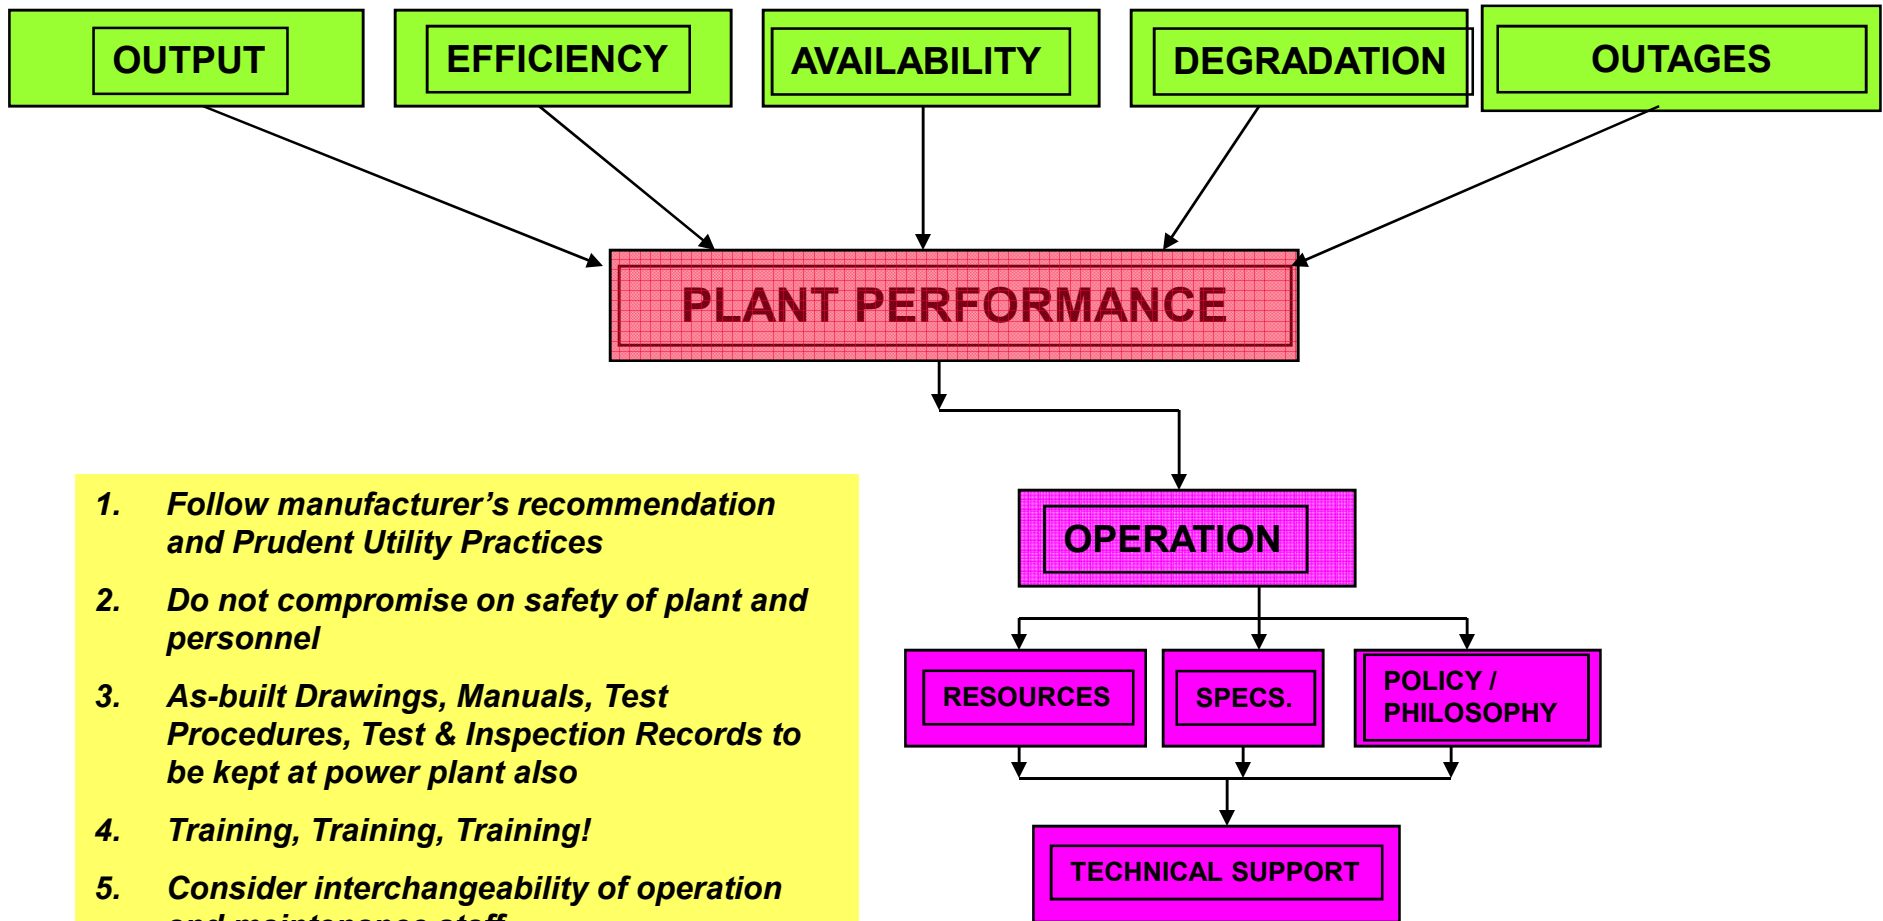 OUTPUT
EFFICIENCY
AVAILABILITY
DEGRADATION
OUTAGES
PLANT PERFORMANCE
1. Follow manufacturer’s recommendation
and Prudent Utility Practices
2. Do not compromise on safety of plant and
personnel
3. As-built Drawings, Manuals, Test
Procedures, Test & Inspection Records to
be kept at power plant also
4. Training, Training, Training!
5. Consider interchangeability of operation
and maintenance staff
OPERATION
RESOURCES
SPECS.
POLICY /
PHILOSOPHY
TECHNICAL SUPPORT